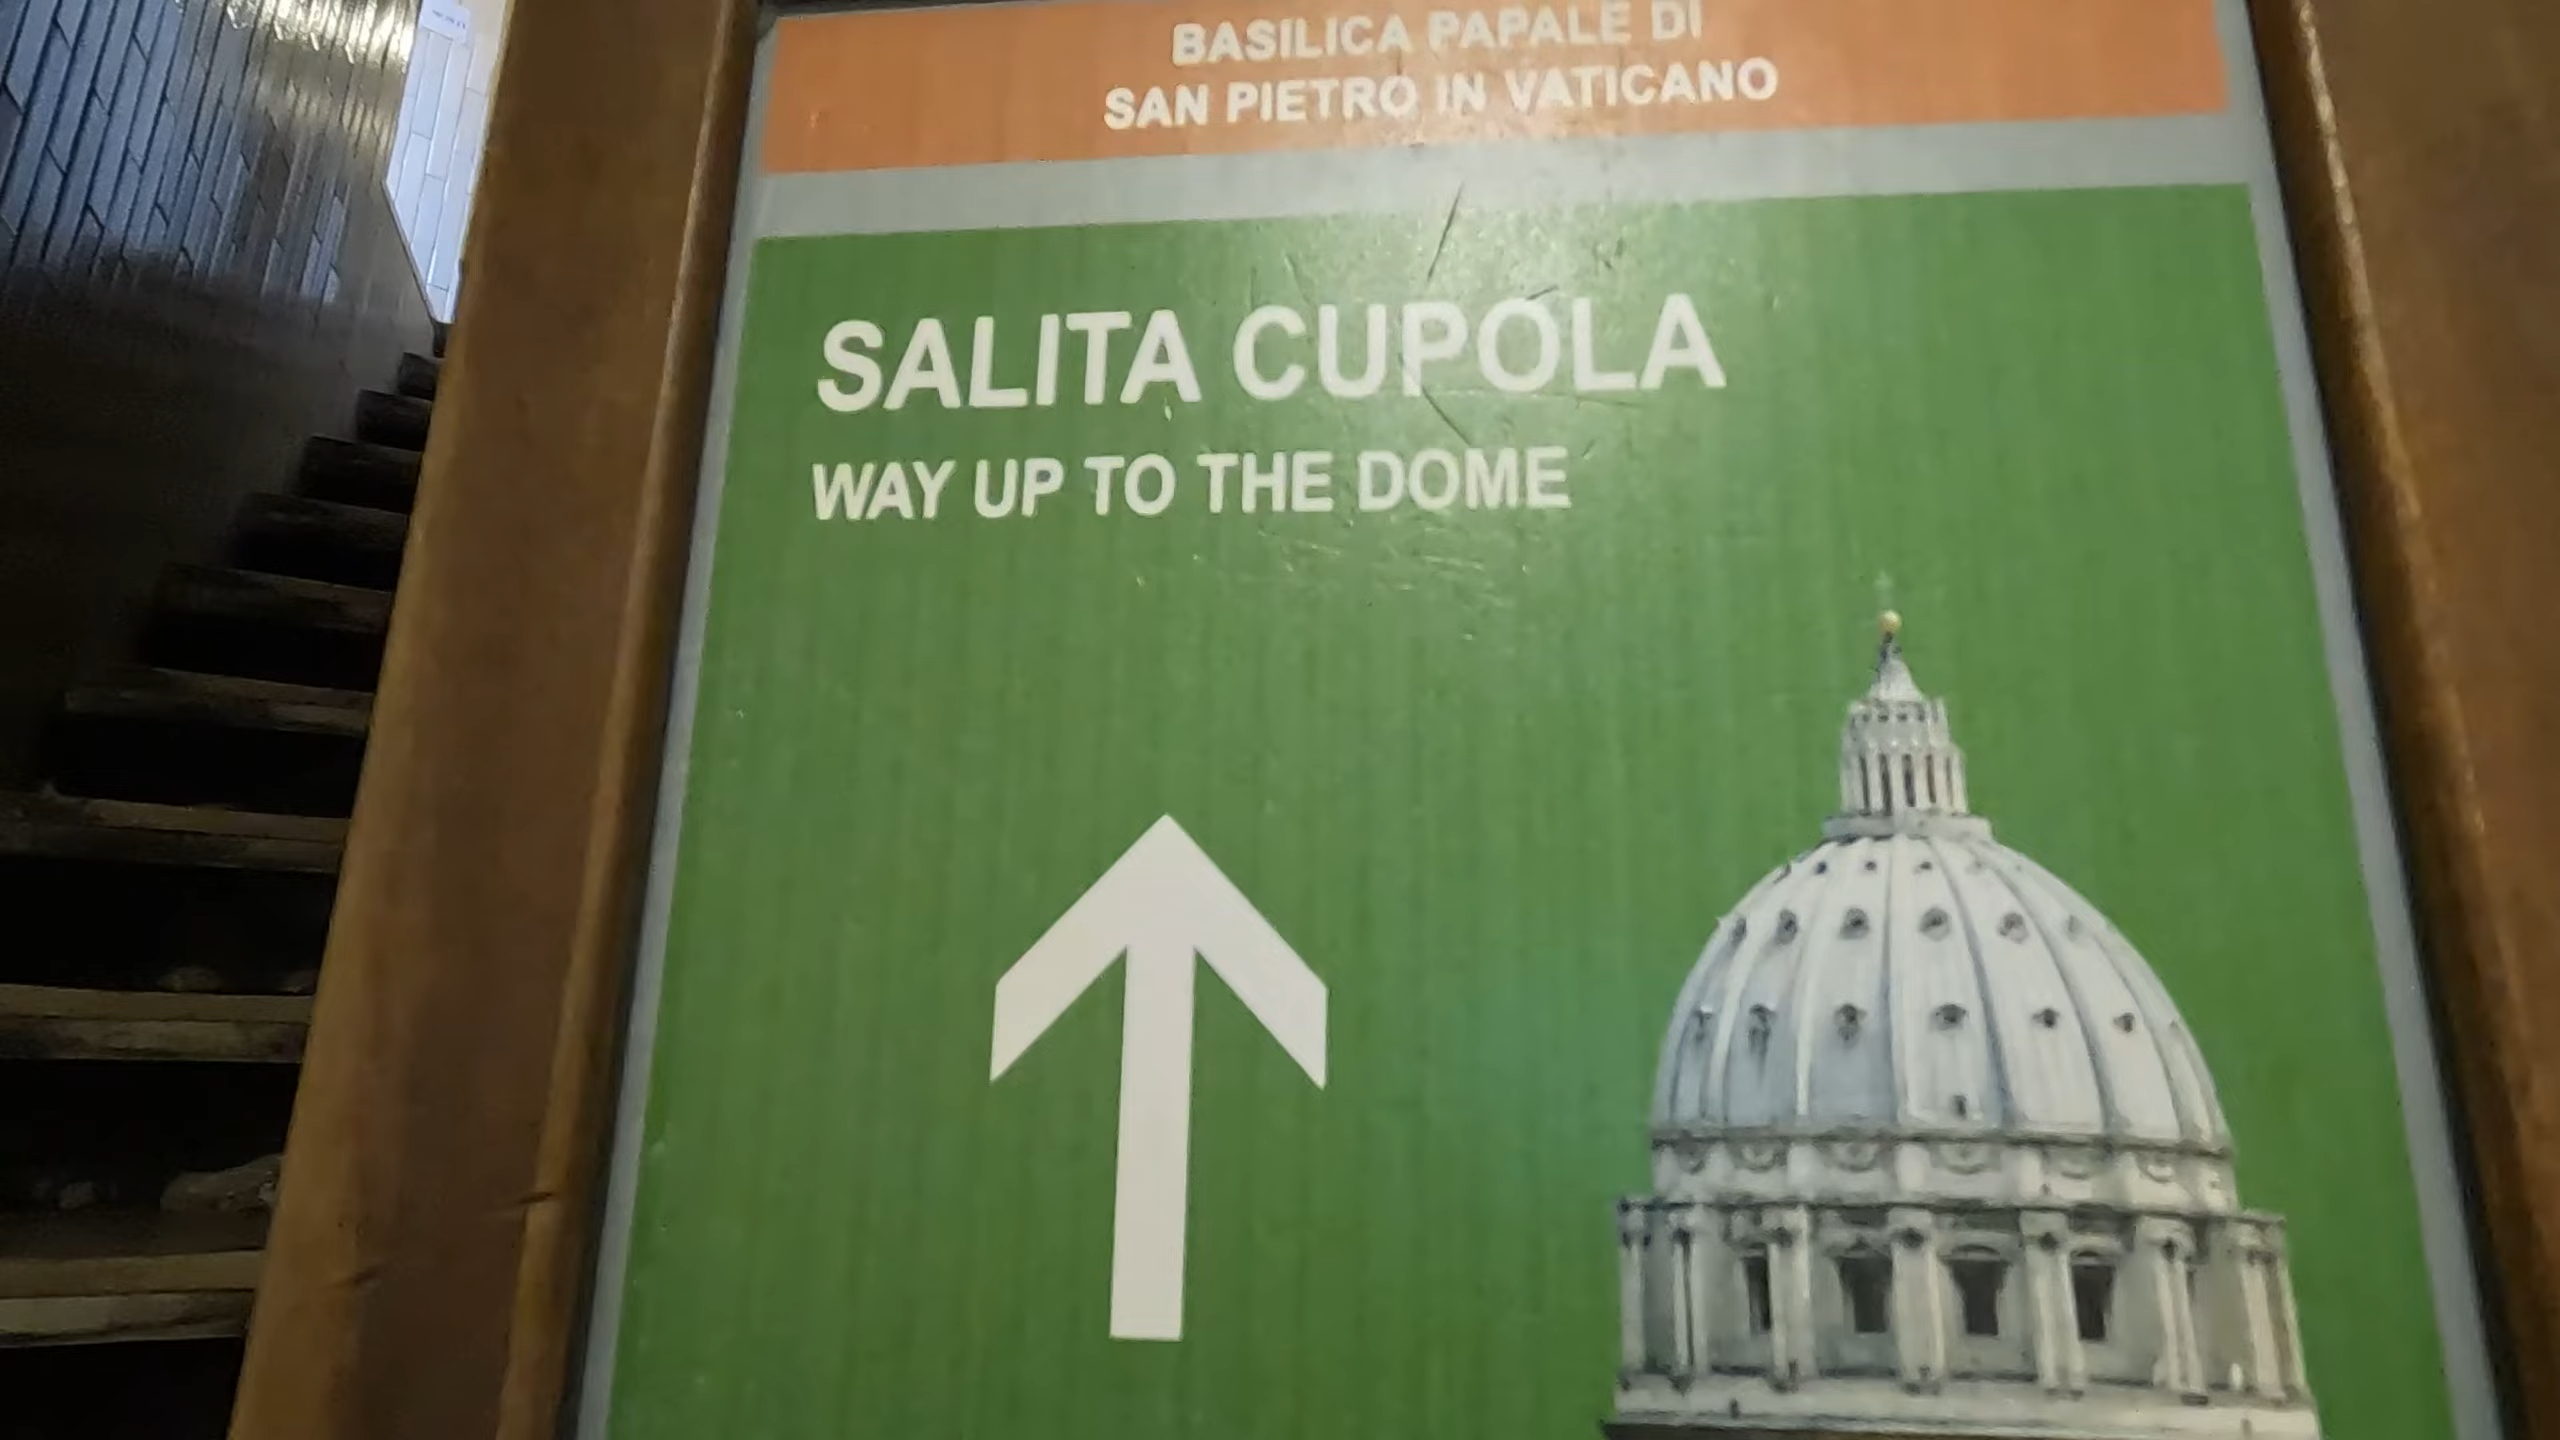 BASILICA PAPALE DI
SAN PIETRO IN VATICANO
SALITA CUPOLA
WAY UP TO THE DOME